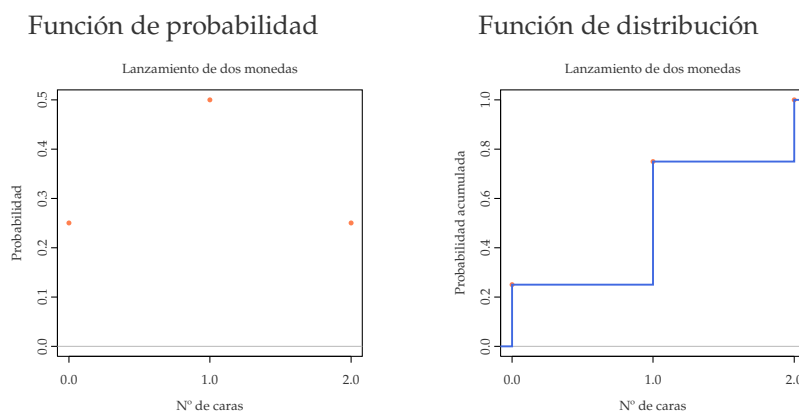 Función de probabilidad
Lanzamiento de dos monedas
Probabilidad
0.5
0.4
0.3
0.2
0.1
0.0
0.0 1.0 2.0
Nº de caras
Función de distribución
Lanzamiento de dos monedas
Probabilidad acumulada
1.0
0.8
0.6
0.4
0.2
0.0
0.0 1.0 2.0
Nº de caras